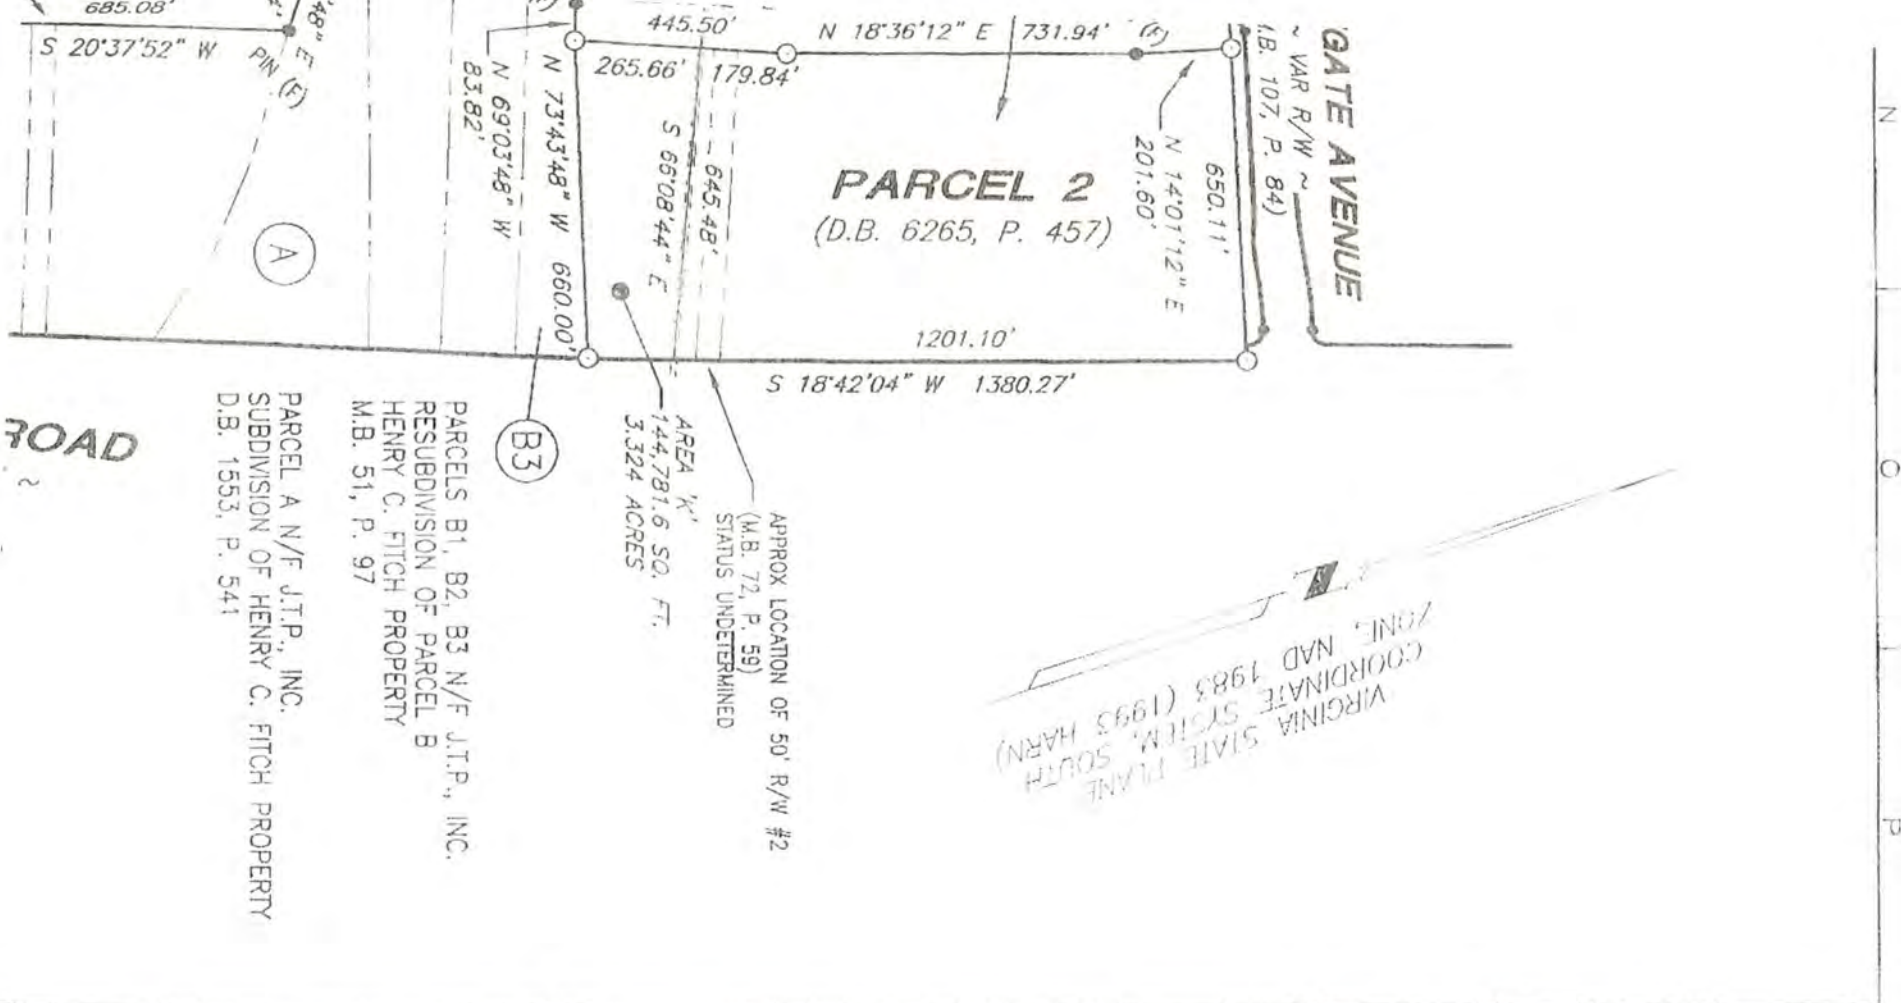 685.08'
S 20°37'52" W
48" E
PIN (F)
A
N 69°03'48" W
83.82'
N 73°43'48" W 660.00'
445.50'
265.66'
179.84'
N 18°36'12" E
731.94'
(F)
S 66°08'44" E
645.48'
PARCEL 2
(D.B. 6265, P. 457)
N 14°01'12" E
201.60'
650.11'
GATE AVENUE
~ VAR R/W ~
.B. 107, P. 84)
1201.10'
S 18°42'04" W 1380.27'
B3
ROAD
~
PARCEL A N/F J.T.P., INC.
SUBDIVISION OF HENRY C. FITCH PROPERTY
D.B. 1553, P. 541
PARCELS B1, B2, B3 N/F J.T.P., INC.
RESUBDIVISION OF PARCEL B
HENRY C. FITCH PROPERTY
M.B. 51, P. 97
AREA 'K'
144,781.6 SQ. FT.
3.324 ACRES
APPROX LOCATION OF 50' R/W #2
(M.B. 72, P. 59)
STATUS UNDETERMINED
VIRGINIA STATE PLANE
COORDINATE SYSTEM, SOUTH
ZONE, NAD 1983 (1993 HARN)
N
I
O
I
P